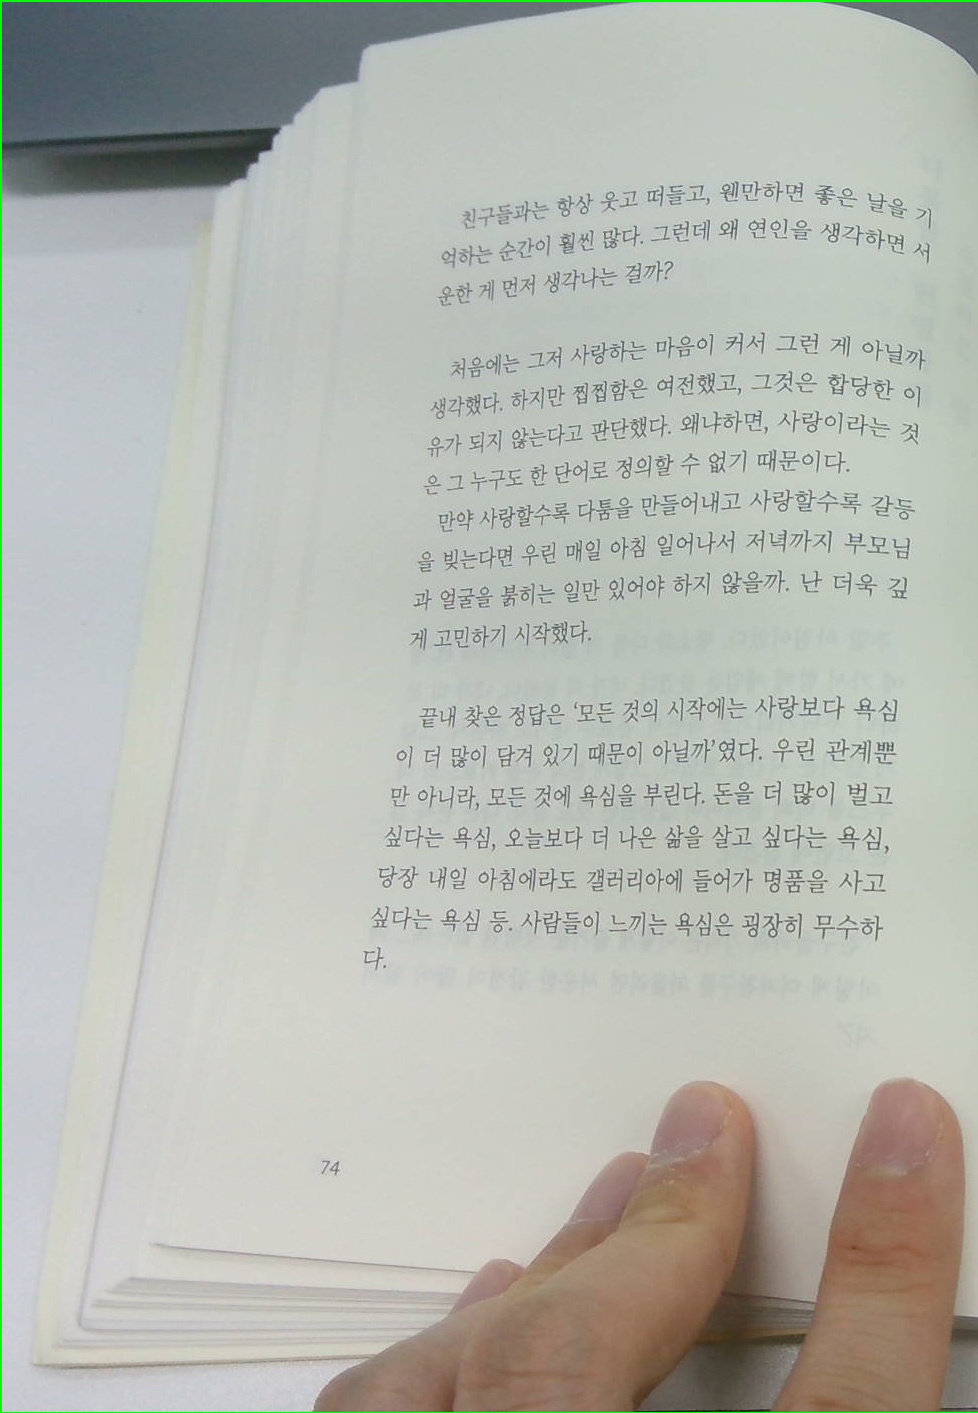 친구들과는 항상 웃고 떠들고, 웬만하면 좋은 날을 기
억하는 순간이 훨씬 많다. 그런데 왜 연인을 생각하면 서
운한 게 먼저 생각나는 걸까?
처음에는 그저 사랑하는 마음이 커서 그런 게 아닐까
생각했다. 하지만 찝찝함은 여전했고, 그것은 합당한 이
유가 되지 않는다고 판단했다. 왜냐하면, 사랑이라는 것
은 그 누구도 한 단어로 정의할 수 없기 때문이다.
만약 사랑할수록 다툼을 만들어내고 사랑할수록 갈등
을 빚는다면 우린 매일 아침 일어나서 저녁까지 부모님
과 얼굴을 붉히는 일만 있어야 하지 않을까. 난 더욱 깊
게 고민하기 시작했다.
끝내 찾은 정답은 ‘모든 것의 시작에는 사랑보다 욕심
이 더 많이 담겨 있기 때문이 아닐까’였다. 우린 관계뿐
만 아니라, 모든 것에 욕심을 부린다. 돈을 더 많이 벌고
싶다는 욕심, 오늘보다 더 나은 삶을 살고 싶다는 욕심,
당장 내일 아침에라도 갤러리아에 들어가 명품을 사고
싶다는 욕심 등. 사람들이 느끼는 욕심은 굉장히 무수하
다.
74